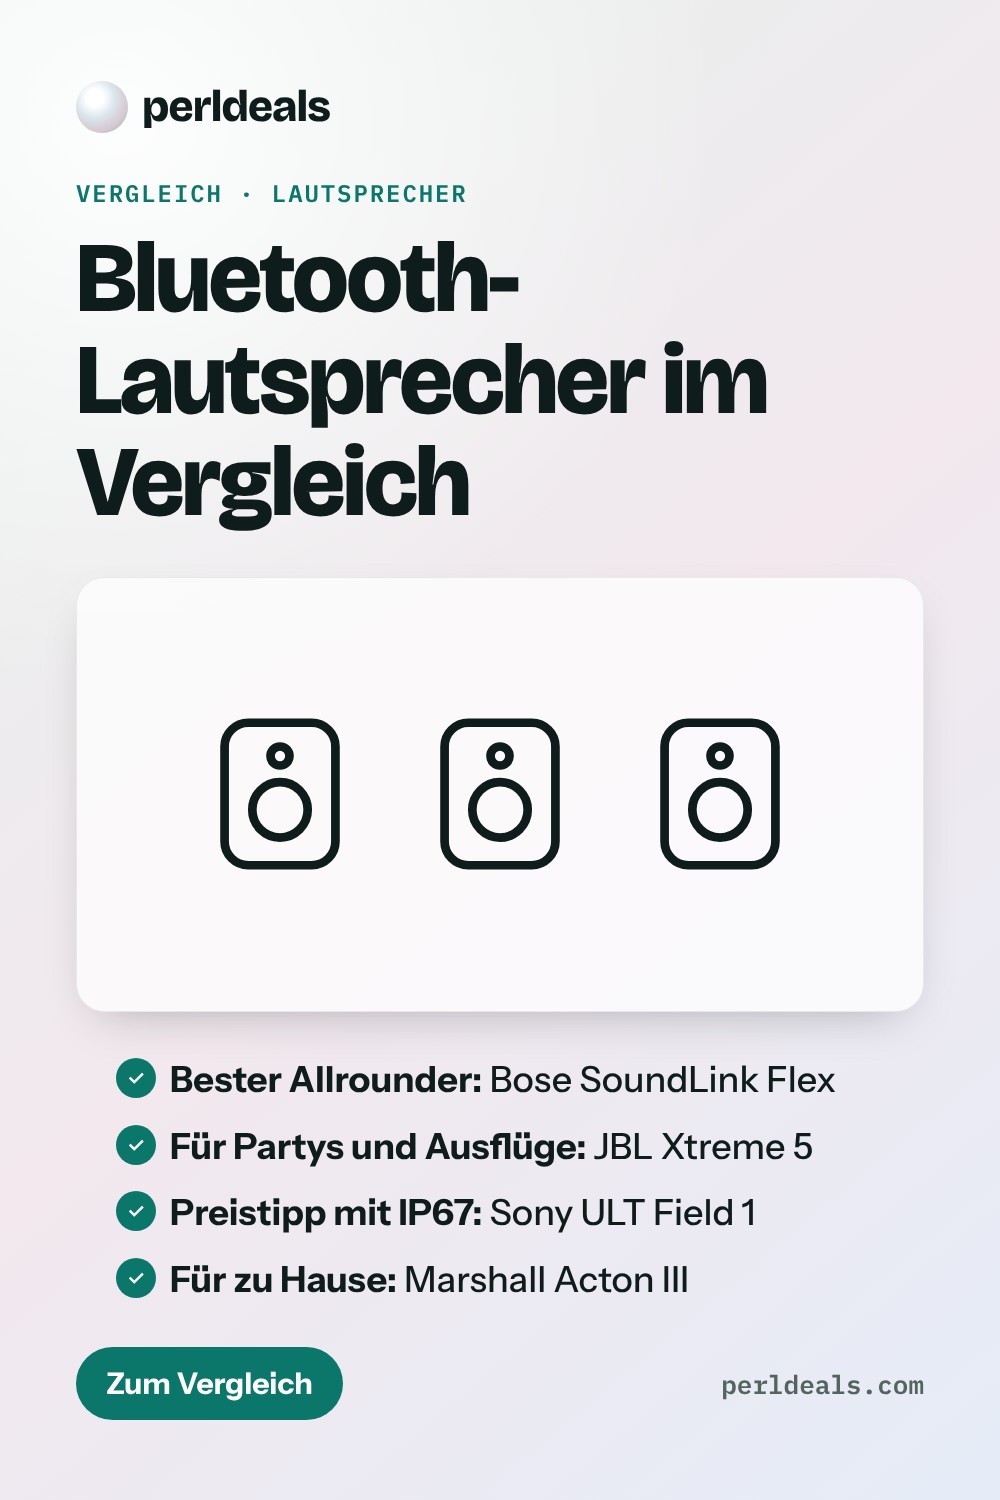 perldeals
VERGLEICH · LAUTSPRECHER
Bluetooth-
Lautsprecher im
Vergleich
Bester Allrounder: Bose SoundLink Flex
Für Partys und Ausflüge: JBL Xtreme 5
Preistipp mit IP67: Sony ULT Field 1
Für zu Hause: Marshall Acton III
Zum Vergleich
perldeals.com